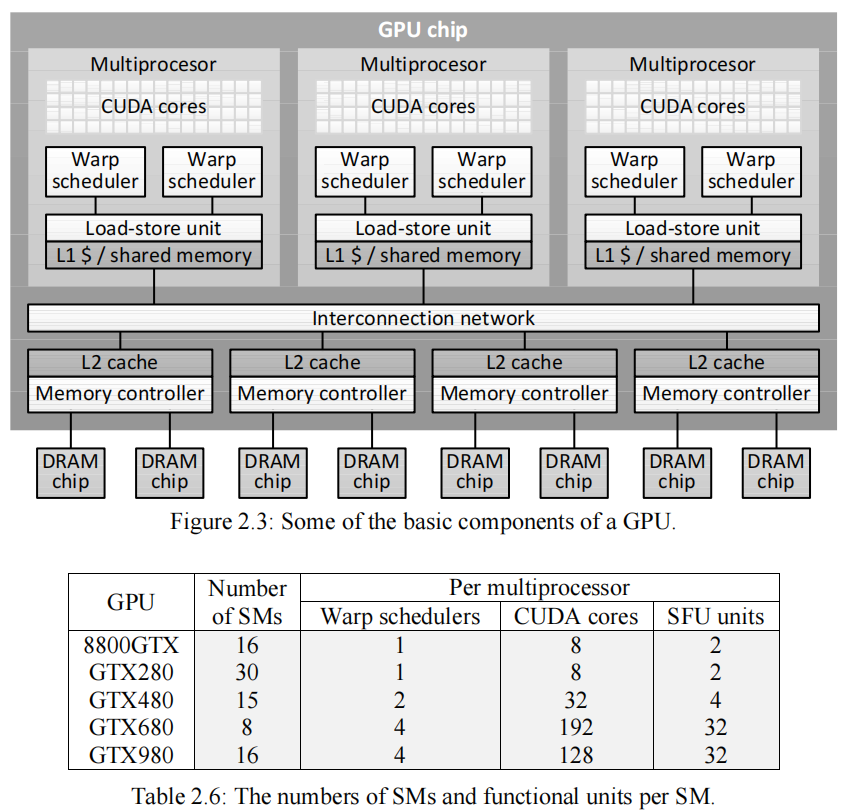 GPU chip
Multiprocesor Multiprocesor Multiprocesor
CUDA cores CUDA cores CUDA cores
Warp scheduler Warp scheduler Warp scheduler Warp scheduler Warp scheduler Warp scheduler
Load-store unit Load-store unit Load-store unit
L1 $ / shared memory L1 $ / shared memory L1 $ / shared memory
Interconnection network
L2 cache L2 cache L2 cache L2 cache
Memory controller Memory controller Memory controller Memory controller
DRAM chip DRAM chip DRAM chip DRAM chip DRAM chip DRAM chip DRAM chip DRAM chip
Figure 2.3: Some of the basic components of a GPU.
GPU Number of SMs Per multiprocessor
Warp schedulers CUDA cores SFU units
8800GTX 16 1 8 2
GTX280 30 1 8 2
GTX480 15 2 32 4
GTX680 8 4 192 32
GTX980 16 4 128 32
Table 2.6: The numbers of SMs and functional units per SM.